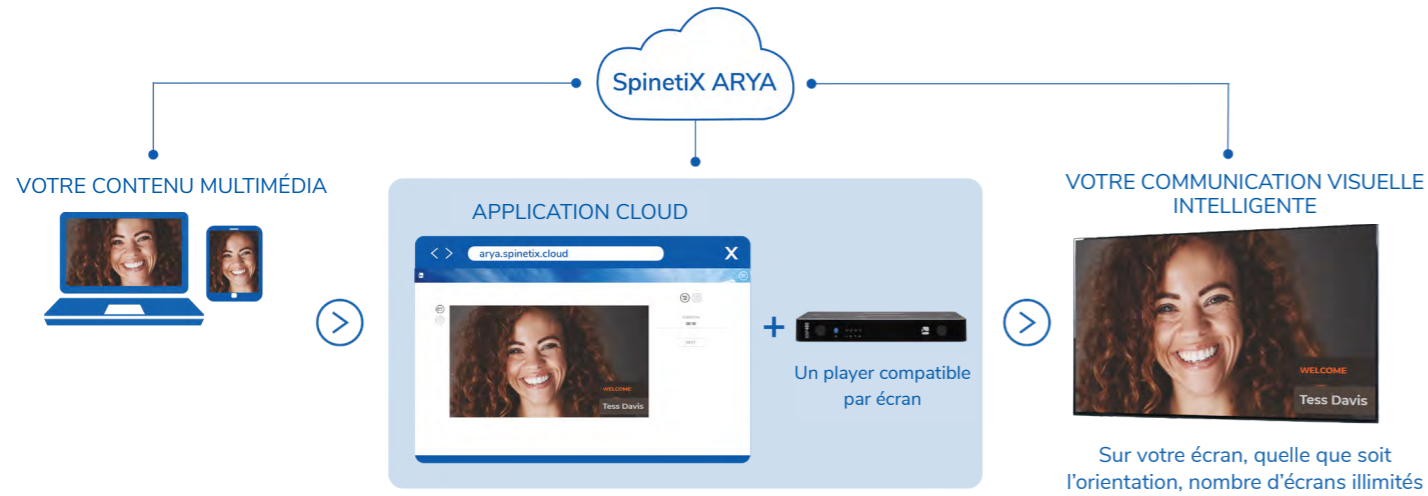 SpinetiX ARYA
VOTRE CONTENU MULTIMÉDIA
APPLICATION CLOUD
arya.spinetix.cloud
X
WELCOME
Tess Davis
+
Un player compatible
par écran
VOTRE COMMUNICATION VISUELLE
INTELLIGENTE
WELCOME
Tess Davis
Sur votre écran, quelle que soit
l'orientation, nombre d'écrans illimités